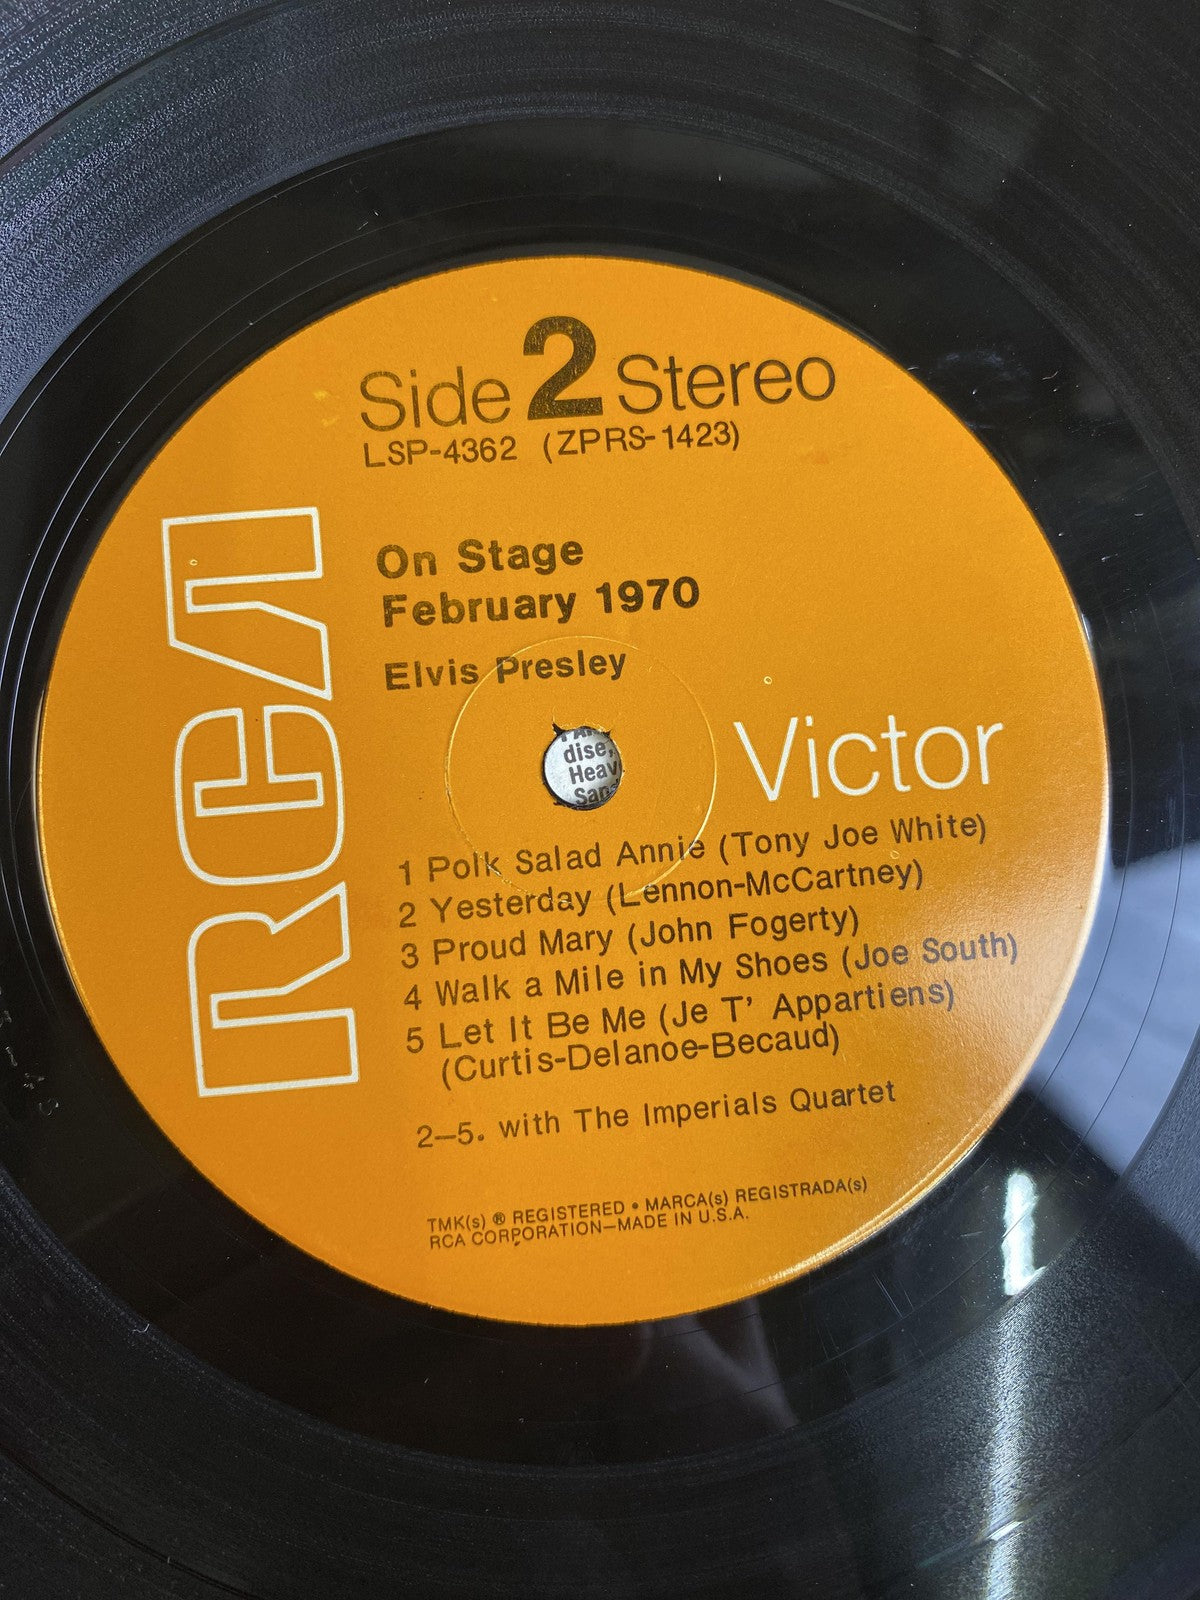 Side 2 Stereo
LSP-4362 (ZPRS-1423)
On Stage
February 1970
Elvis Presley
RCA
Victor
dise,
Heav
1 Polk Salad Annie (Tony Joe White)
2 Yesterday (Lennon-McCartney)
3 Proud Mary (John Fogerty)
4 Walk a Mile in My Shoes (Joe South)
5 Let It Be Me (Je T' Appartiens)
(Curtis-Delanoe-Becaud)
2–5. with The Imperials Quartet
TMK(s) ® REGISTERED • MARCA(s) REGISTRADA(s)
RCA CORPORATION—MADE IN U.S.A.